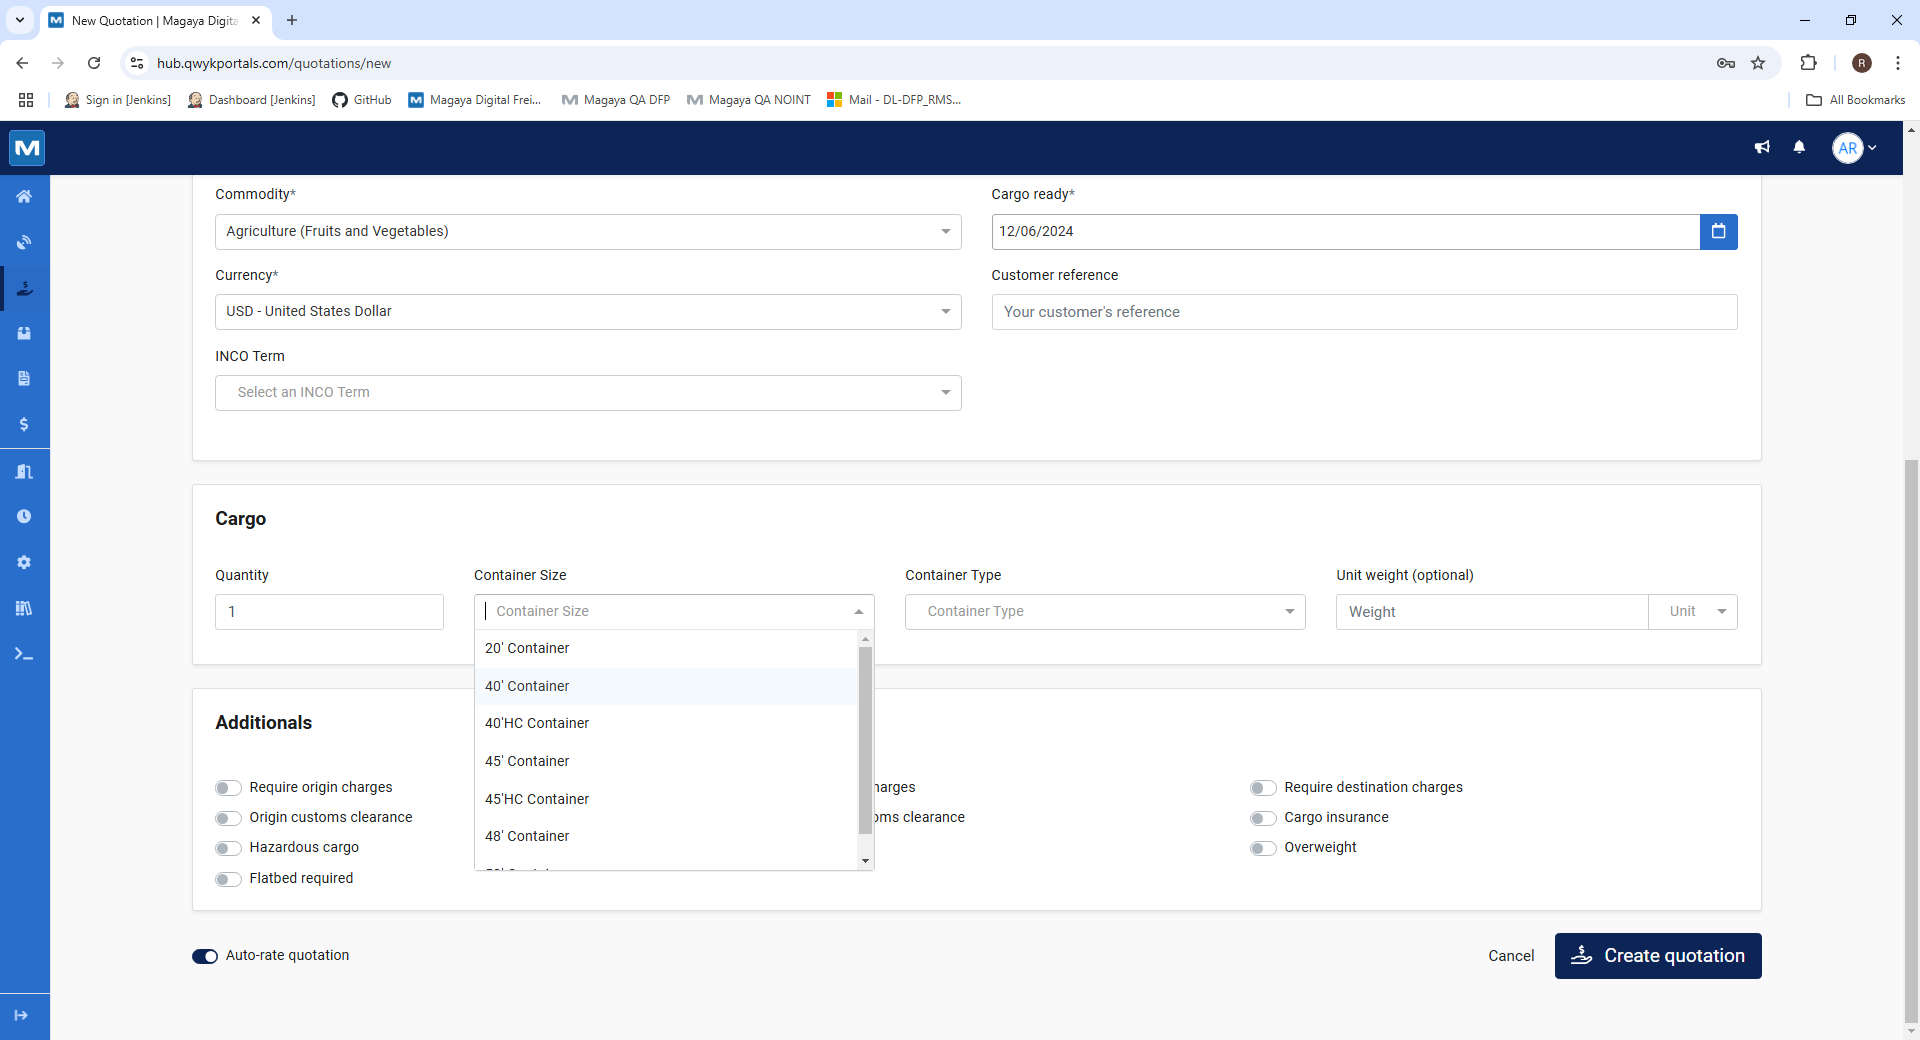 New Quotation | Magaya Digita
hub.qwykportals.com/quotations/new
R
Sign in [Jenkins]
Dashboard [Jenkins]
GitHub
Magaya Digital Frei...
Magaya QA DFP
Magaya QA NOINT
Mail - DL-DFP_RMS...
All Bookmarks
AR
Commodity*
Cargo ready*
Agriculture (Fruits and Vegetables)
12/06/2024
Currency*
Customer reference
USD - United States Dollar
Your customer's reference
INCO Term
Select an INCO Term
Cargo
Quantity
Container Size
Container Type
Unit weight (optional)
1
Container Size
Container Type
Weight
Unit
20' Container
40' Container
40'HC Container
45' Container
45'HC Container
48' Container
Additionals
Require origin charges
Require destination charges
Origin customs clearance
clearance
Cargo insurance
Hazardous cargo
Overweight
Flatbed required
Auto-rate quotation
Cancel
Create quotation